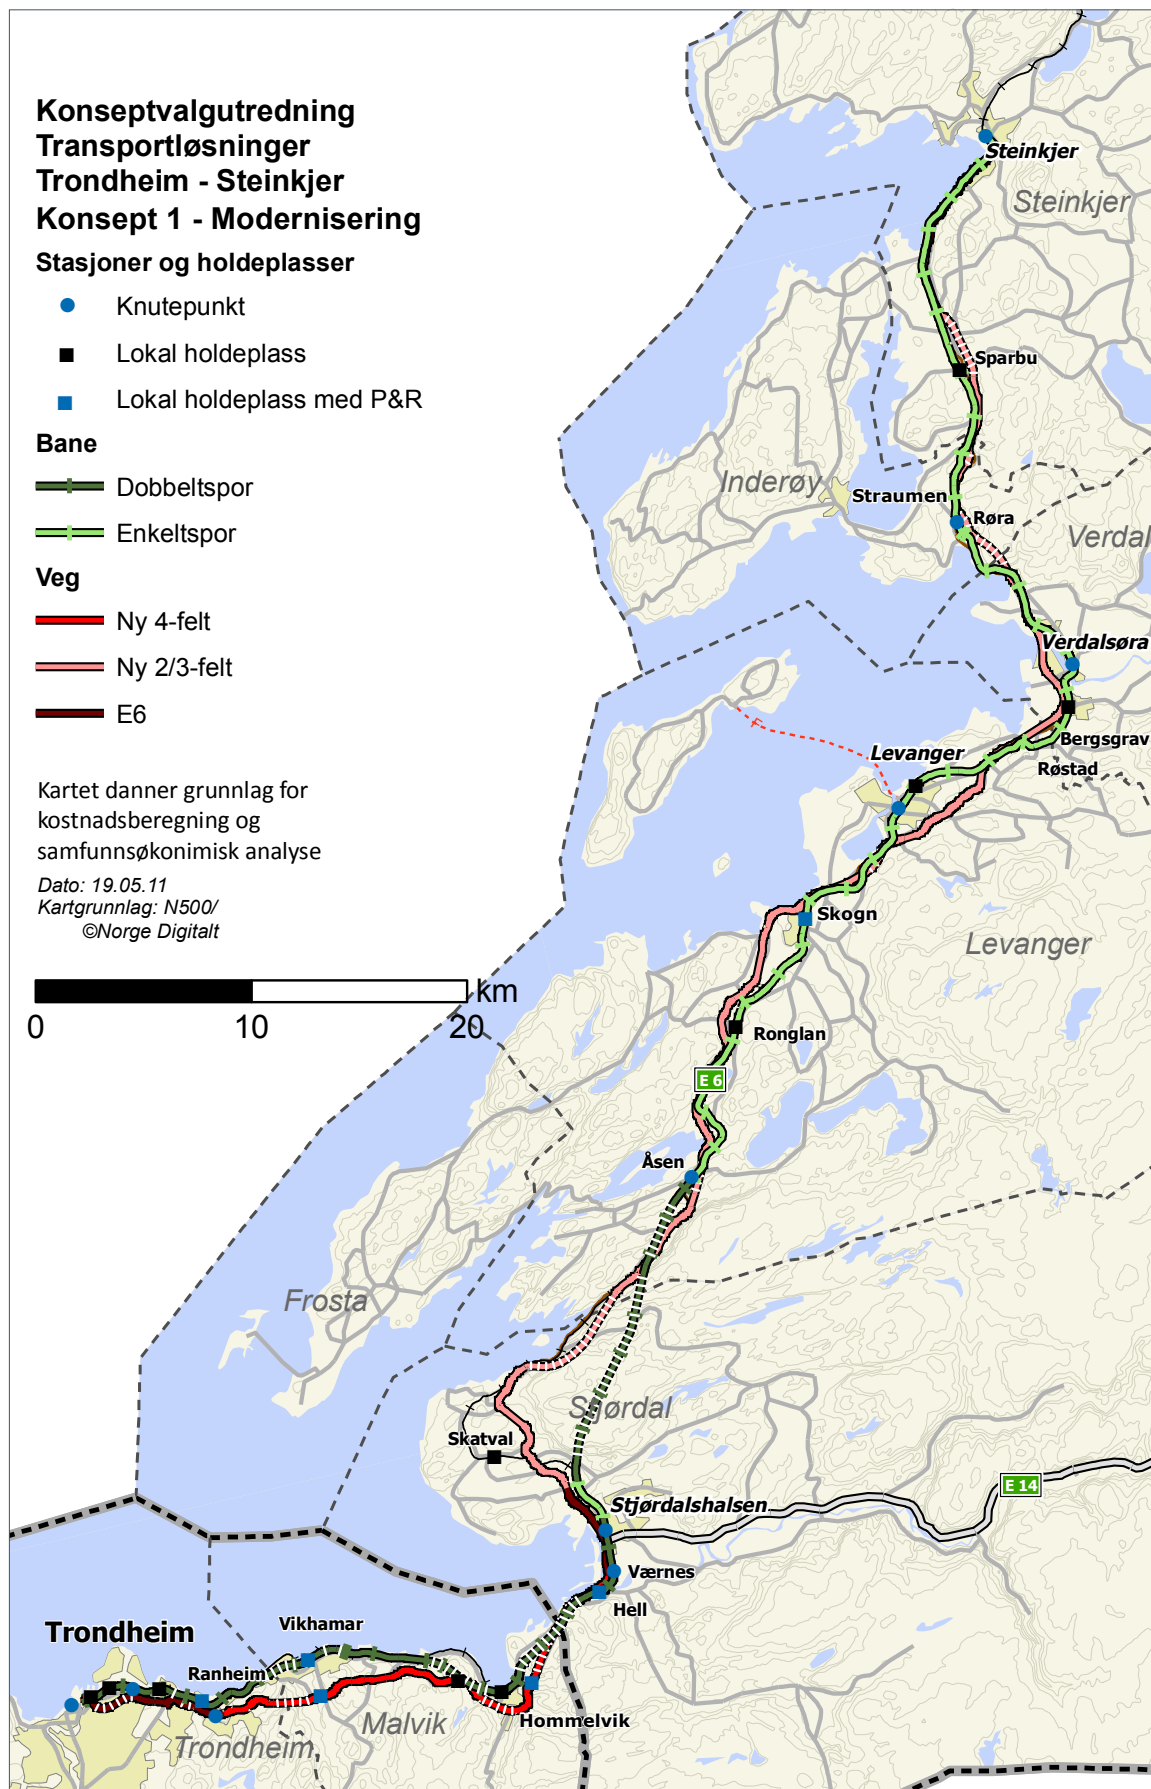 Konseptvalgutredning
Transportløsninger
Trondheim - Steinkjer
Konsept 1 - Modernisering
Stasjoner og holdeplasser
Knutepunkt
Lokal holdeplass
Lokal holdeplass med P&R
Bane
Dobbeltspor
Enkeltspor
Veg
Ny 4-felt
Ny 2/3-felt
E6
Kartet danner grunnlag for
kostnadsberegning og
samfunnsøkonimisk analyse
Dato: 19.05.11
Kartgrunnlag: N500/
©Norge Digitalt
km
0 10 20
Steinkjer
Steinkjer
Sparbu
Inderøy
Straumen
Røra
Verdal
Verdalsøra
Bergsgrav
Levanger
Røstad
Skogn
Levanger
Ronglan
E 6
Åsen
Frosta
Stjørdal
Skatval
E 14
Stjørdalshalsen
Værnes
Hell
Vikhamar
Trondheim
Ranheim
Hommelvik
Malvik
Trondheim